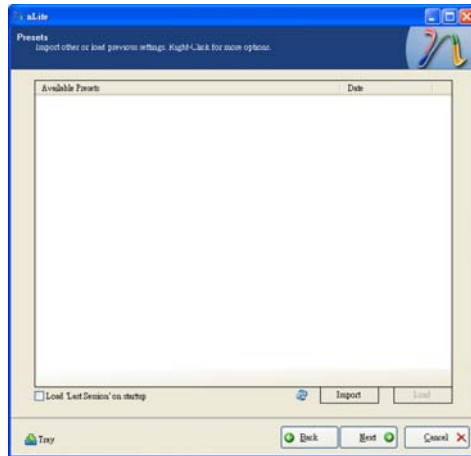 nLite
Presets
Import other or load previous settings. Right-Click for more options.
Available Presets Date
Load 'Last Session' on startup
Import Load
Tray
Back Next Cancel